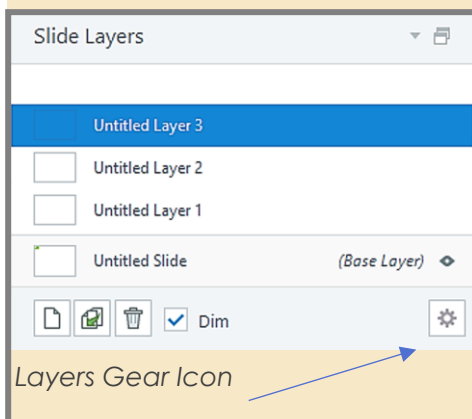 Slide Layers
Untitled Layer 3
Untitled Layer 2
Untitled Layer 1
Untitled Slide (Base Layer)
Dim
Layers Gear Icon